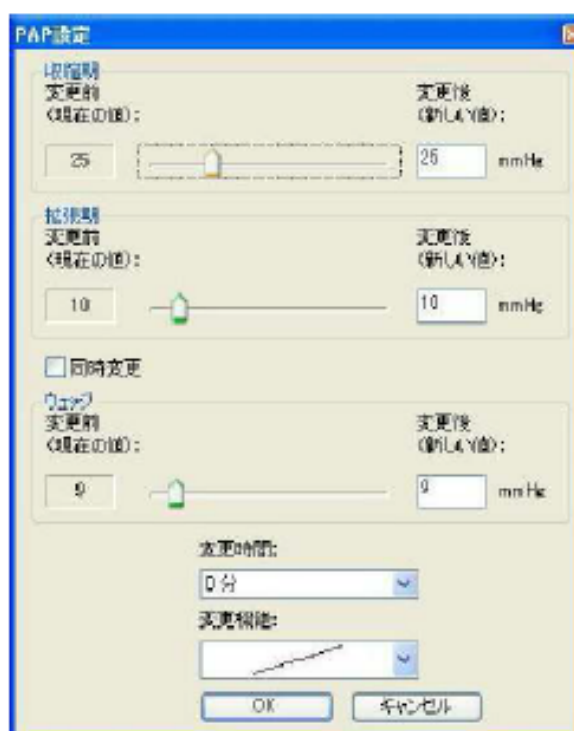 PAP設定
収縮期
変更前 変更後
(現在の値): (新しい値):
25 25 mmHg
拡張期
変更前 変更後
(現在の値): (新しい値):
10 10 mmHg
同時変更
ウェッジ
変更前 変更後
(現在の値): (新しい値):
9 9 mmHg
変更時間:
0 分
変更機能:
OK キャンセル